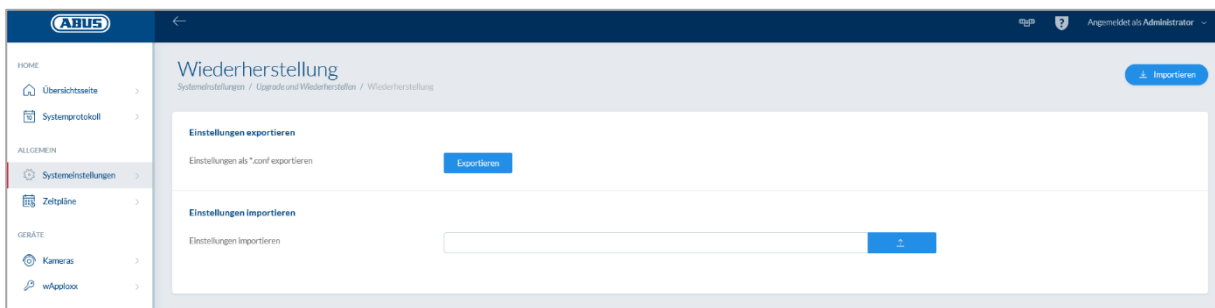 ABUS
Angemeldet als Administrator
HOME
Übersichtsseite
Systemprotokoll
ALLGEMEIN
Systemeinstellungen
Zeitpläne
GERÄTE
Kameras
wApploxx
Wiederherstellung
Systemeinstellungen / Upgrade und Wiederherstellen / Wiederherstellung
Importieren
Einstellungen exportieren
Einstellungen als *.conf exportieren
Exportieren
Einstellungen importieren
Einstellungen importieren